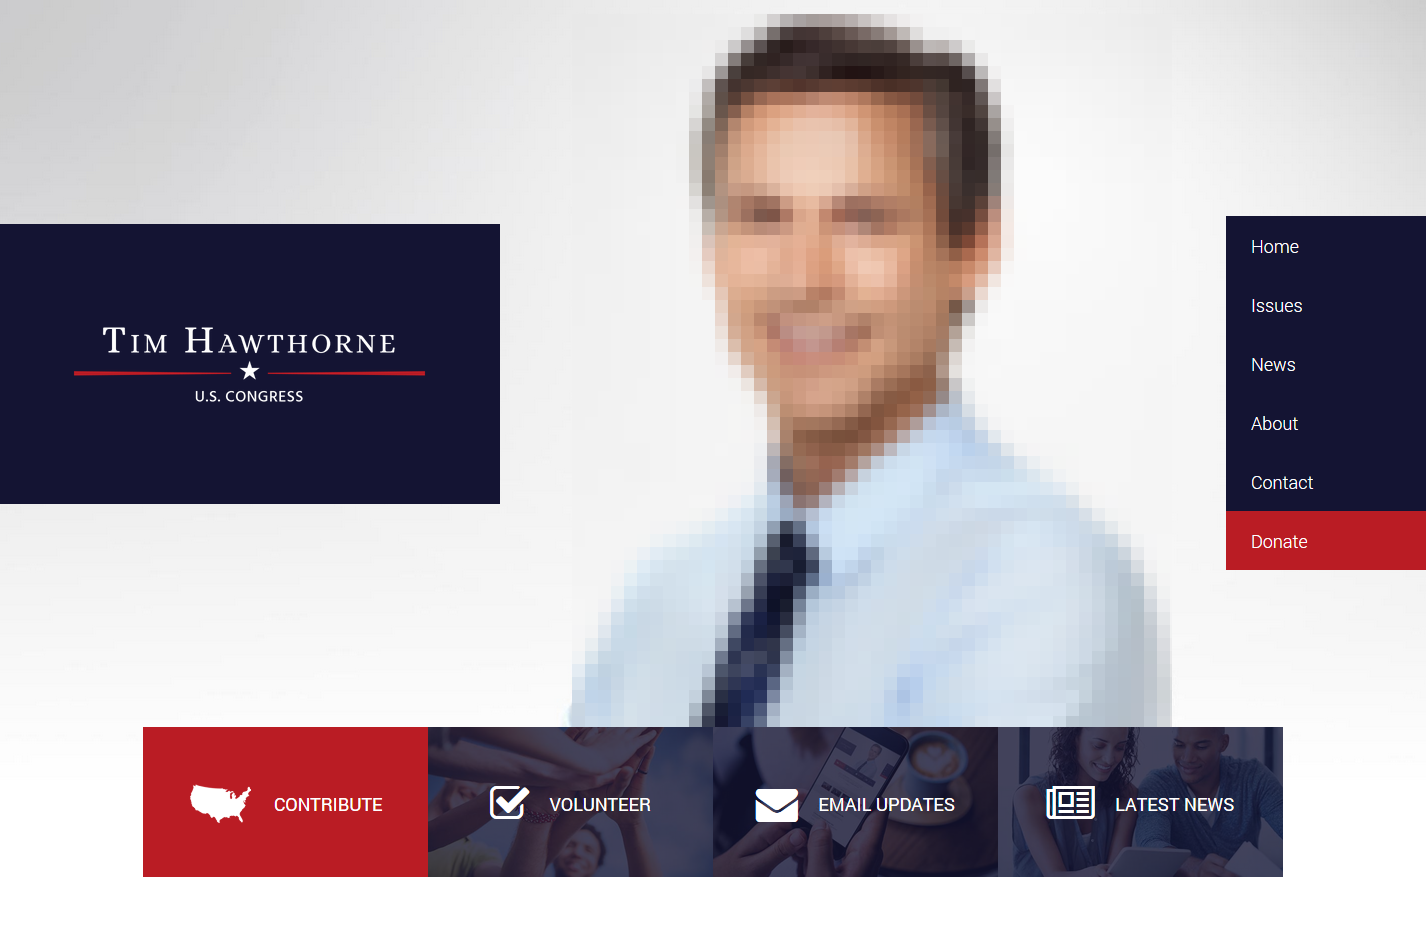 Tim Hawthorne
U.S. CONGRESS
Home
Issues
News
About
Contact
Donate
CONTRIBUTE
VOLUNTEER
EMAIL UPDATES
LATEST NEWS